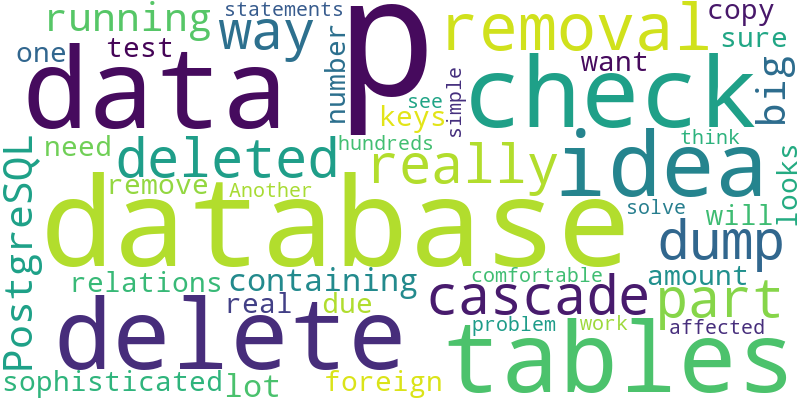 running
statements
way
removal
copy
one
test
number
p
sure
data
want
check
big
see
keys
simple
need
deleted
hundreds
really
idea
think
looks
PostgreSQL
remove
Another
database
solve
will
dump
relations
containing
comfortable
amount
delete
real
due
cascade
part
problem
work
affected
tables
sophisticated
lot
foreign